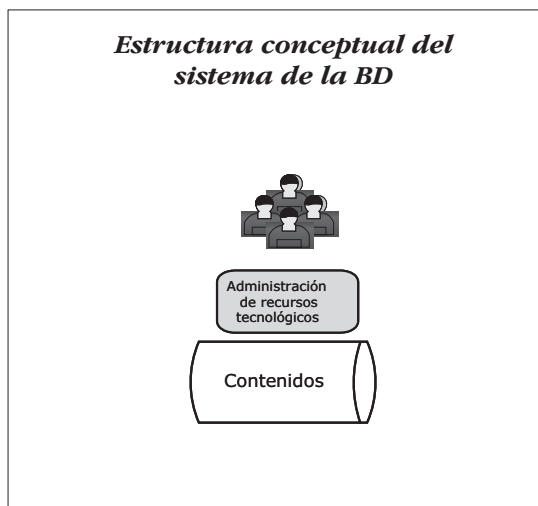 Estructura conceptual del
sistema de la BD
Administración
de recursos
tecnológicos
Contenidos